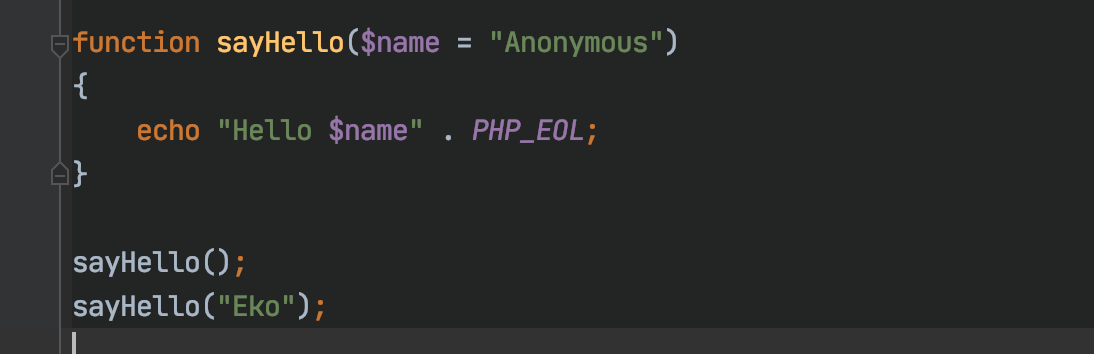 function sayHello($name = "Anonymous")
{
    echo "Hello $name" . PHP_EOL;
}

sayHello();
sayHello("Eko");